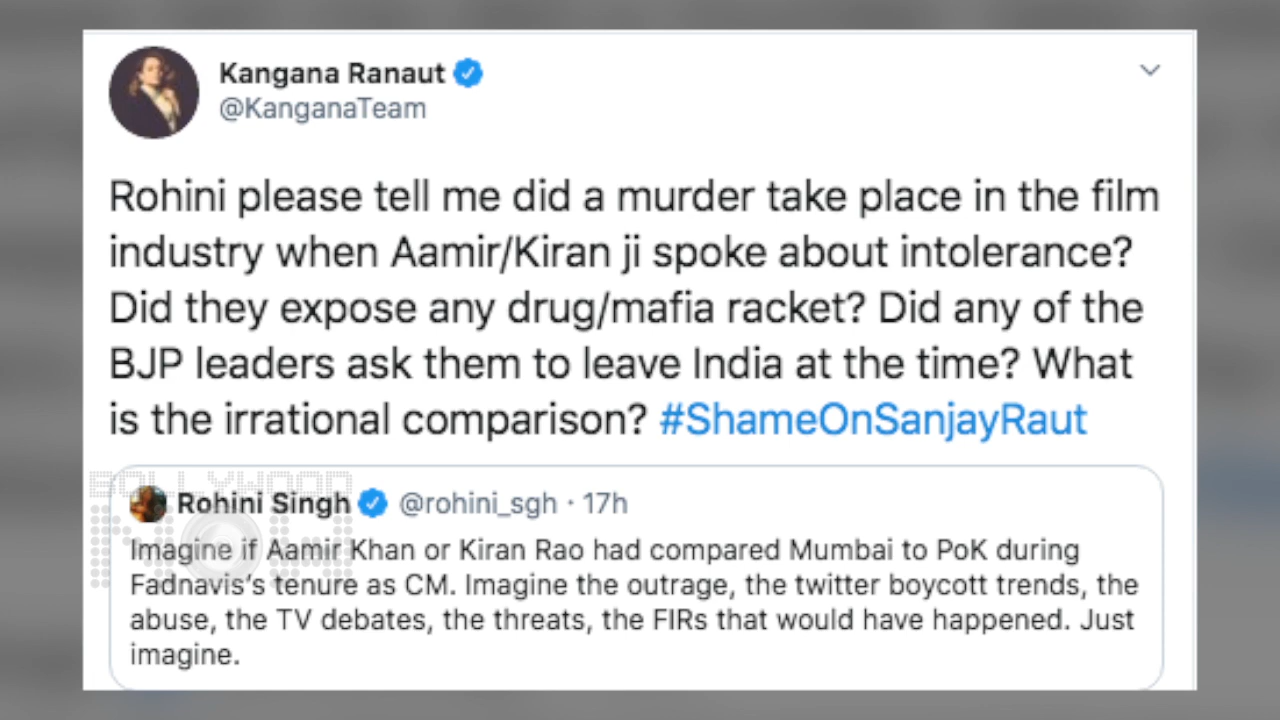 Kangana Ranaut
@KanganaTeam
Rohini please tell me did a murder take place in the film
industry when Aamir/Kiran ji spoke about intolerance?
Did they expose any drug/mafia racket? Did any of the
BJP leaders ask them to leave India at the time? What
is the irrational comparison? #ShameOnSanjayRaut
BOLLYWOOD
NOW
Rohini Singh @rohini_sgh · 17h
Imagine if Aamir Khan or Kiran Rao had compared Mumbai to PoK during
Fadnavis's tenure as CM. Imagine the outrage, the twitter boycott trends, the
abuse, the TV debates, the threats, the FIRs that would have happened. Just
imagine.